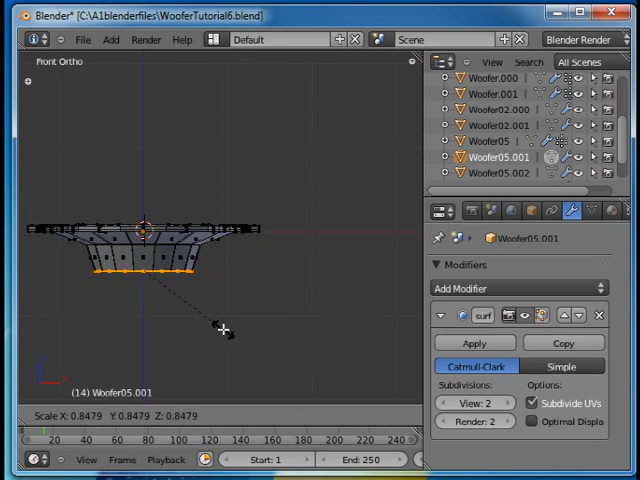 Blender* [C:\A1blenderfiles\WooferTutorial6.blend]
File Add Render Help Default Scene Blender Render
Front Ortho
View Search All Scenes
Woofer.000
Woofer.001
Woofer02.000
Woofer02.001
Woofer05
Woofer05.001
Woofer05.002
Woofer05.001
Modifiers
Add Modifier
surf
Apply Copy
Catmull-Clark Simple
Subdivisions: Options:
View: 2 Subdivide UVs
Render: 2 Optimal Displa
(14) Woofer05.001
Scale X: 0.8479 Y: 0.8479 Z: 0.8479
20 40 60 80 100 120 140 160 180 200 220 240
View Frame Playback Start: 1 End: 250